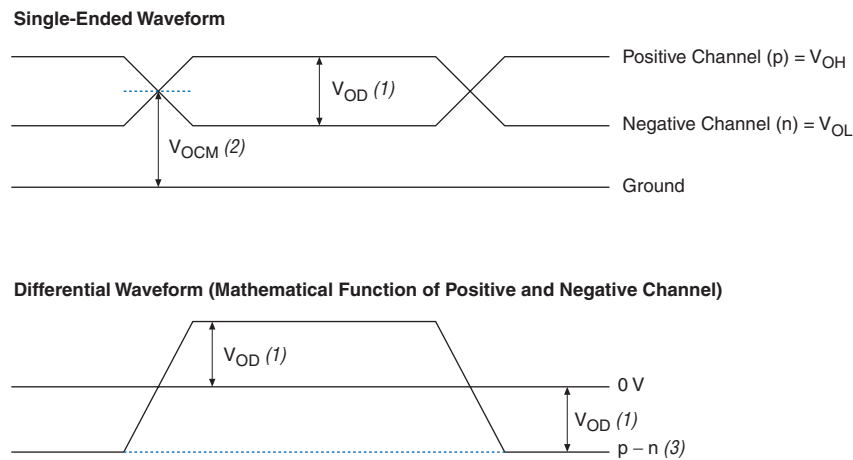 Single-Ended Waveform
Positive Channel (p) = VOH
VOD (1)
Negative Channel (n) = VOL
VOCM (2)
Ground
Differential Waveform (Mathematical Function of Positive and Negative Channel)
VOD (1)
0 V
VOD (1)
p – n (3)